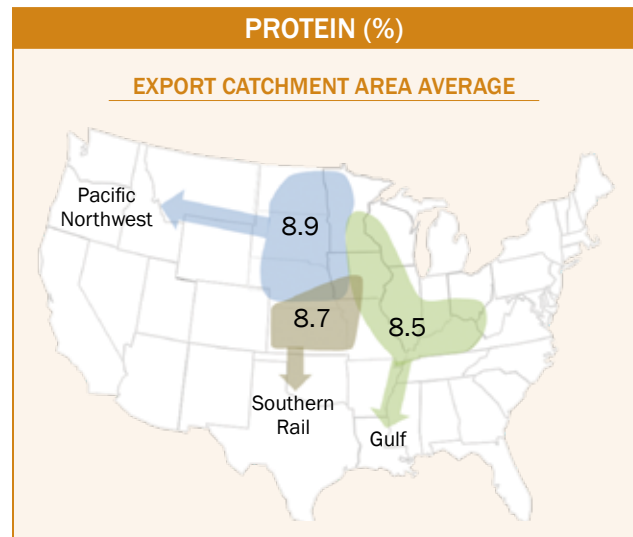 PROTEIN (%)
EXPORT CATCHMENT AREA AVERAGE
Pacific
Northwest
8.9
8.7
8.5
Southern
Rail
Gulf